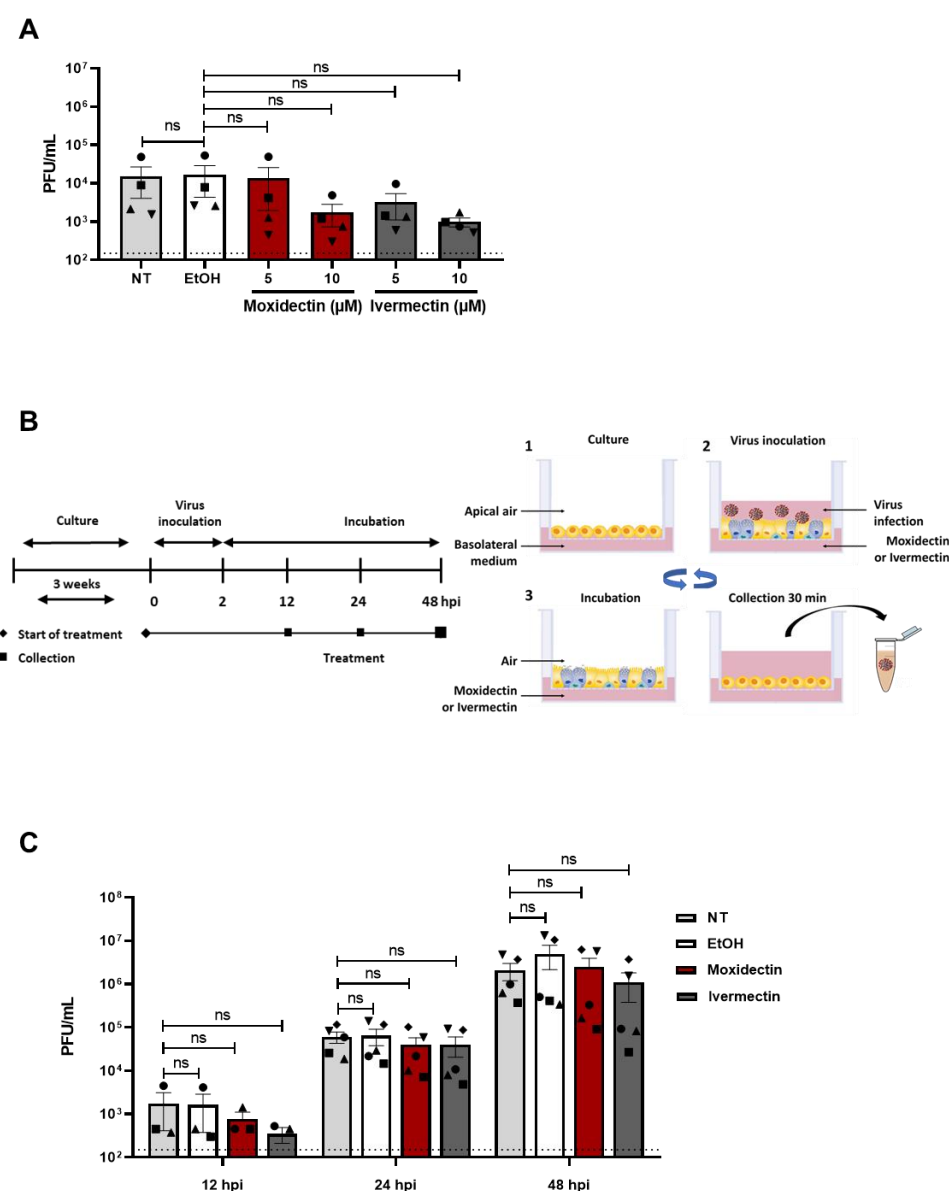 A
10⁷
10⁶
10⁵
10⁴
10³
10²
PFU/mL
ns
ns
ns
ns
ns
NT
EtOH
5
10
5
10
Moxidectin (µM)
Ivermectin (µM)
B
Culture
Virus
inoculation
Incubation
3 weeks
0
2
12
24
48 hpi
Start of treatment
Collection
Treatment
1
Culture
Apical air
Basolateral
medium
2
Virus inoculation
Virus
infection
Moxidectin
or Ivermectin
3
Incubation
Air
Moxidectin
or Ivermectin
Collection 30 min
C
10⁸
10⁷
10⁶
10⁵
10⁴
10³
10²
PFU/mL
ns
ns
ns
ns
ns
ns
ns
ns
ns
12 hpi
24 hpi
48 hpi
NT
EtOH
Moxidectin
Ivermectin